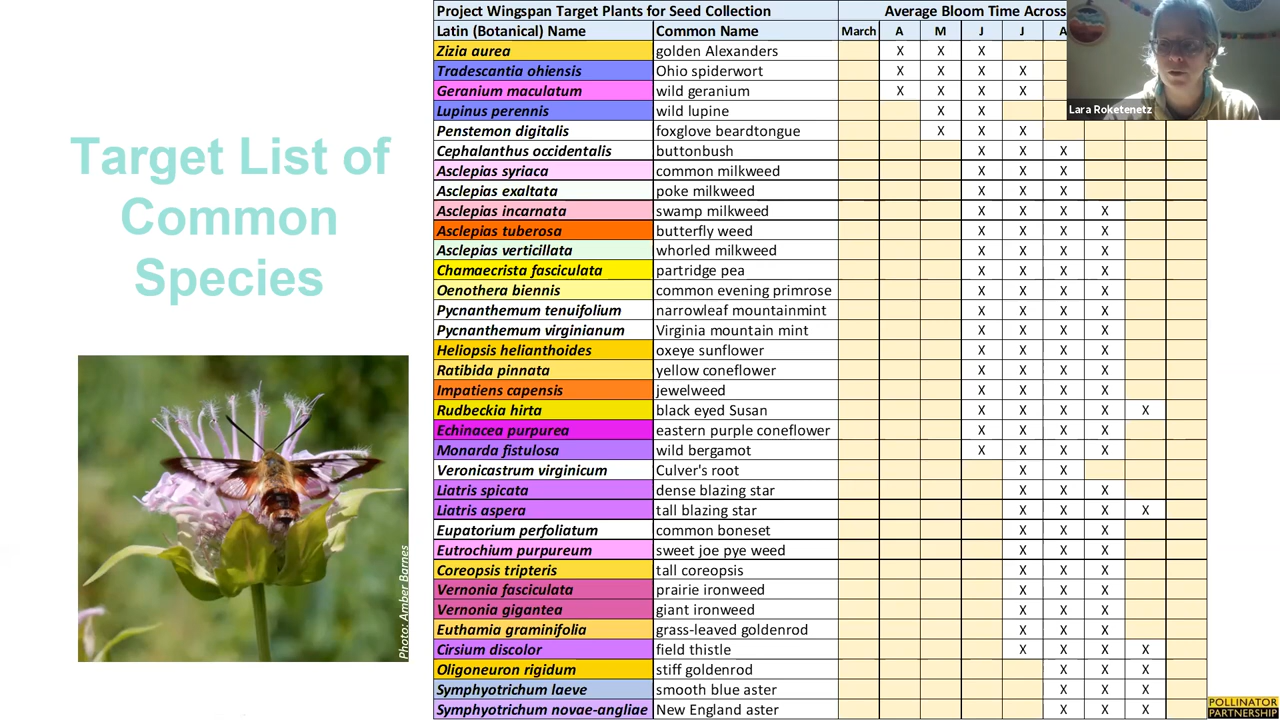 Target List of
Common
Species
Photo: Amber Barnes
Project Wingspan Target Plants for Seed Collection Average Bloom Time Across
Latin (Botanical) Name Common Name March A M J J A
Zizia aurea golden Alexanders X X X
Tradescantia ohiensis Ohio spiderwort X X X X
Geranium maculatum wild geranium X X X X
Lupinus perennis wild lupine X X
Penstemon digitalis foxglove beardtongue X X X
Cephalanthus occidentalis buttonbush X X X
Asclepias syriaca common milkweed X X X
Asclepias exaltata poke milkweed X X X
Asclepias incarnata swamp milkweed X X X X
Asclepias tuberosa butterfly weed X X X X
Asclepias verticillata whorled milkweed X X X X
Chamaecrista fasciculata partridge pea X X X X
Oenothera biennis common evening primrose X X X X
Pycnanthemum tenuifolium narrowleaf mountainmint X X X X
Pycnanthemum virginianum Virginia mountain mint X X X X
Heliopsis helianthoides oxeye sunflower X X X X
Ratibida pinnata yellow coneflower X X X X
Impatiens capensis jewelweed X X X X
Rudbeckia hirta black eyed Susan X X X X X
Echinacea purpurea eastern purple coneflower X X X X
Monarda fistulosa wild bergamot X X X X
Veronicastrum virginicum Culver's root X X
Liatris spicata dense blazing star X X X
Liatris aspera tall blazing star X X X X
Eupatorium perfoliatum common boneset X X X
Eutrochium purpureum sweet joe pye weed X X X
Coreopsis tripteris tall coreopsis X X X
Vernonia fasciculata prairie ironweed X X X
Vernonia gigantea giant ironweed X X X
Euthamia graminifolia grass-leaved goldenrod X X X
Cirsium discolor field thistle X X X X
Oligoneuron rigidum stiff goldenrod X X X
Symphyotrichum laeve smooth blue aster X X X
Symphyotrichum novae-angliae New England aster X X X
Lara Roketenetz
POLLINATOR
PARTNERSHIP